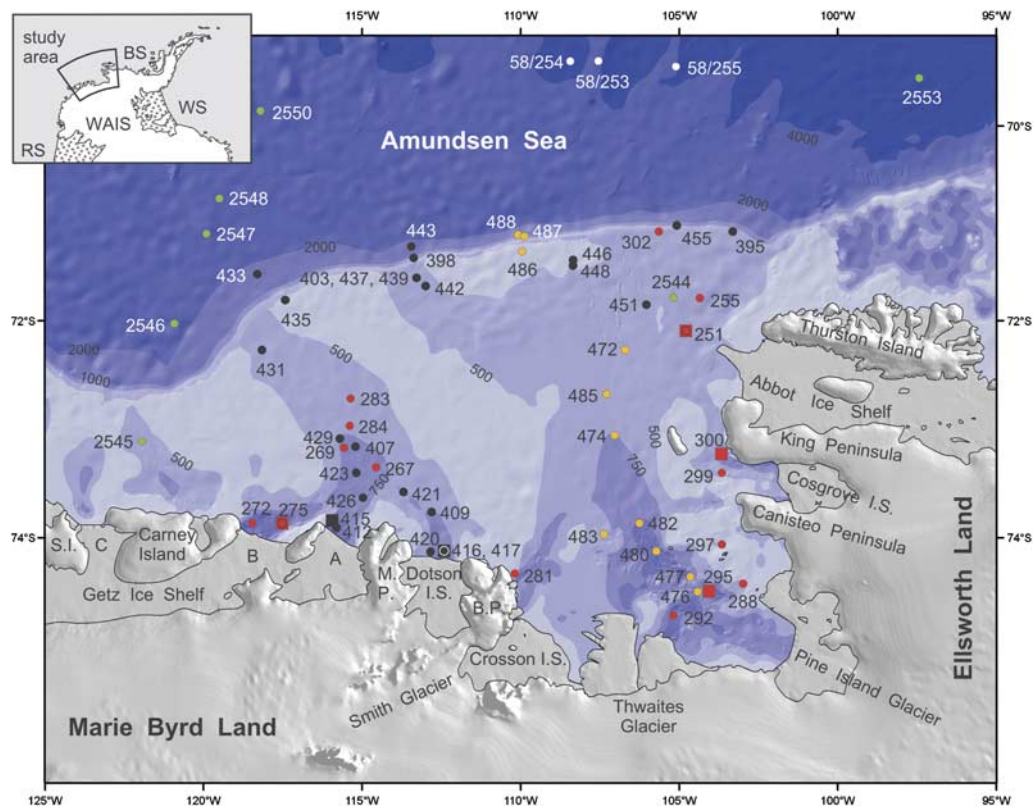 115°W 110°W 105°W 100°W 95°W
study
area
BS
WS
WAIS
RS
58/254
58/253
58/255
2553
2550
70°S
4000
Amundsen Sea
2548
2547
2000
488
487
443
302
455
395
2000
433
398
446
403, 437, 439
486
448
442
2544
255
451
435
251
2546
72°S
72°S
Thurston Island
472
2000
1000
431
500
500
Abbot Ice Shelf
485
283
284
474
500
300
King Peninsula
2545
429
407
269
750
299
500
423
267
750
Cosgrove I.S.
426
421
272
275
415
409
482
Canisteo Peninsula
412
483
74°S
74°S
S.I.
C
Carney
Island
B
A
420
416, 417
480
297
M.
P.
Dotson
I.S.
281
477
295
476
288
Getz Ice Shelf
B.P.
292
Crosson I.S.
Smith Glacier
Thwaites
Glacier
Pine Island Glacier
Ellsworth Land
Marie Byrd Land
125°W 120°W 115°W 110°W 105°W 100°W 95°W